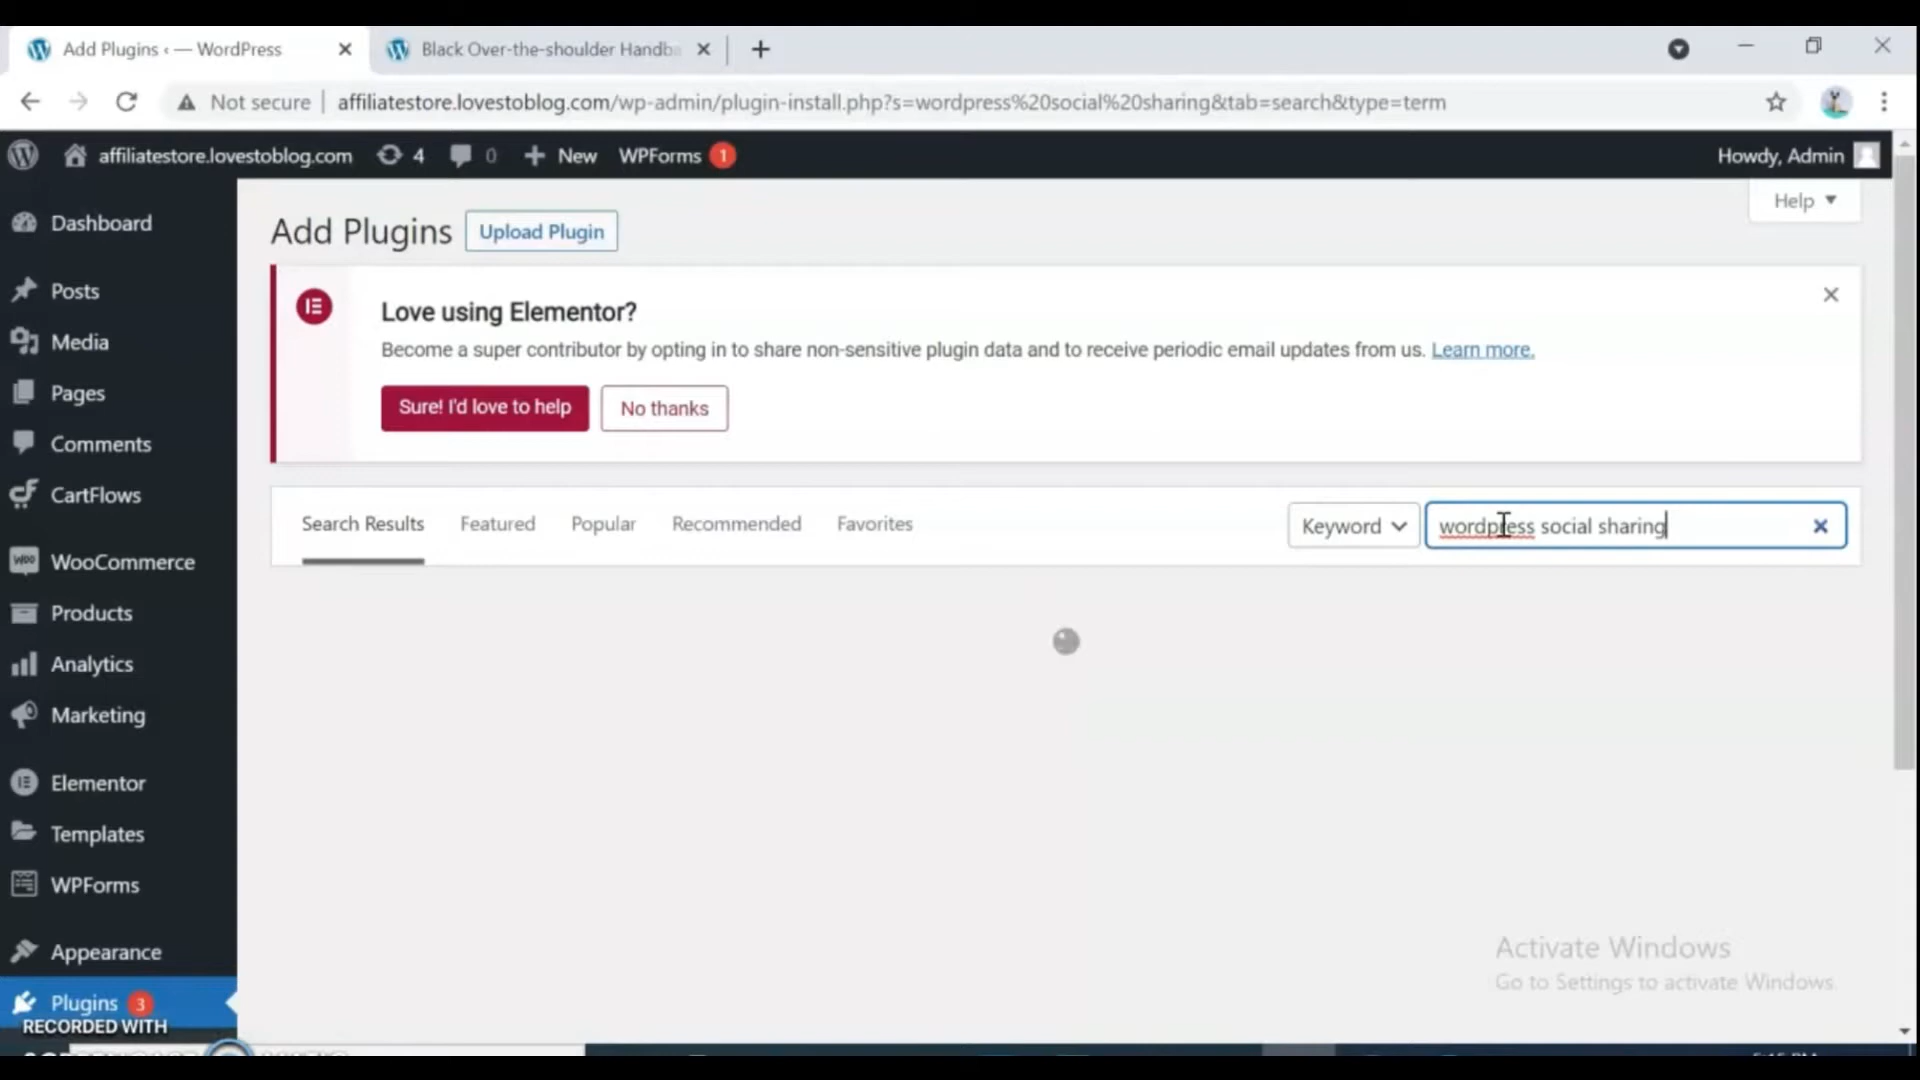 Add Plugins ‹ — WordPress
Black Over-the-shoulder Handba
Not secure
affiliatestore.lovestoblog.com/wp-admin/plugin-install.php?s=wordpress%20social%20sharing&tab=search&type=term
affiliatestore.lovestoblog.com
4
0
New
WPForms 1
Howdy, Admin
Help
Dashboard
Posts
Media
Pages
Comments
CartFlows
WooCommerce
Products
Analytics
Marketing
Elementor
Templates
WPForms
Appearance
Plugins 3
Add Plugins
Upload Plugin
Love using Elementor?
Become a super contributor by opting in to share non-sensitive plugin data and to receive periodic email updates from us. Learn more.
Sure! I'd love to help
No thanks
Search Results
Featured
Popular
Recommended
Favorites
Keyword
wordpress social sharing
Activate Windows
Go to Settings to activate Windows.
RECORDED WITH